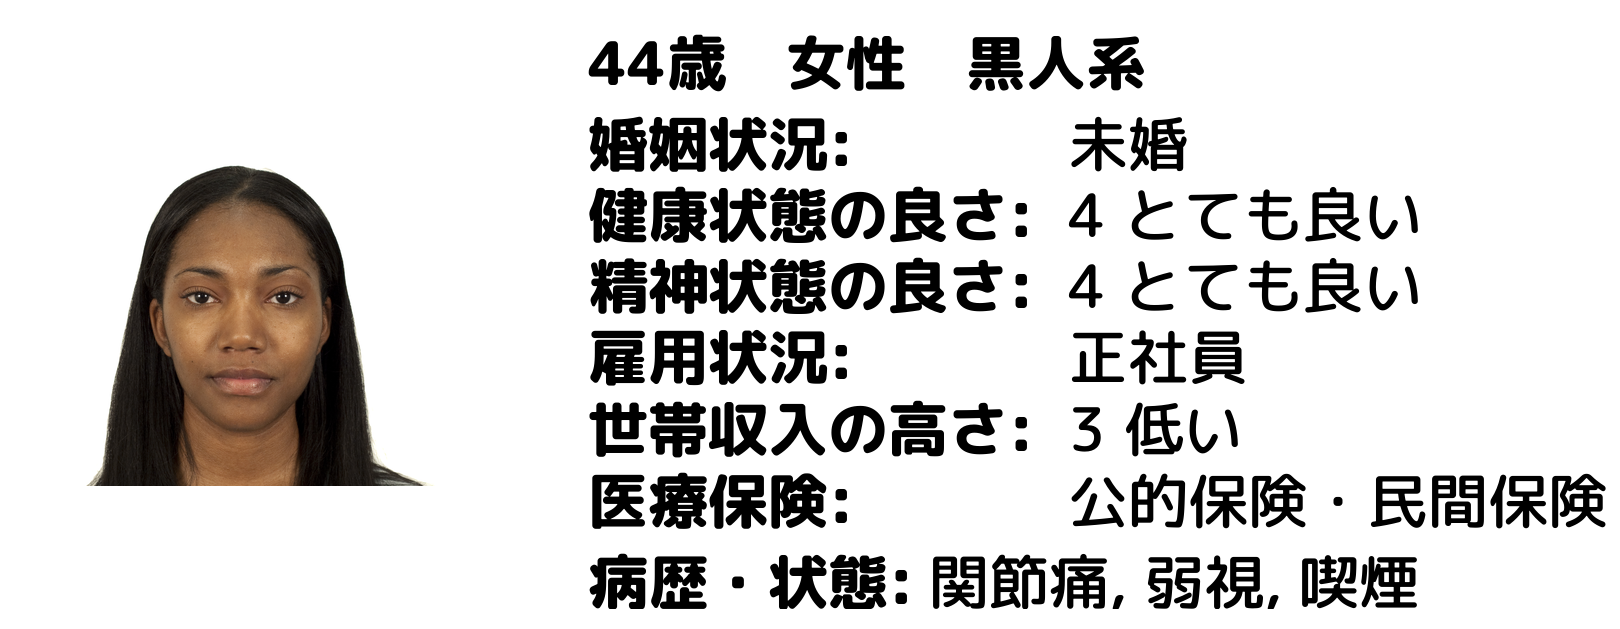 44歳　女性　黒人系
婚姻状況: 未婚
健康状態の良さ: 4 とても良い
精神状態の良さ: 4 とても良い
雇用状況: 正社員
世帯収入の高さ: 3 低い
医療保険: 公的保険・民間保険
病歴・状態: 関節痛, 弱視, 喫煙